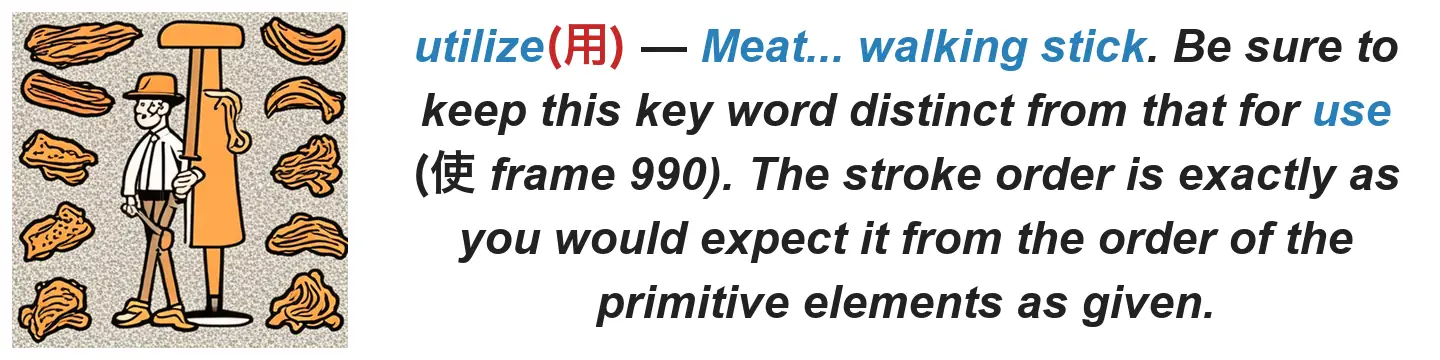 utilize(用) — Meat... walking stick. Be sure to
keep this key word distinct from that for use
(使 frame 990). The stroke order is exactly as
you would expect it from the order of the
primitive elements as given.